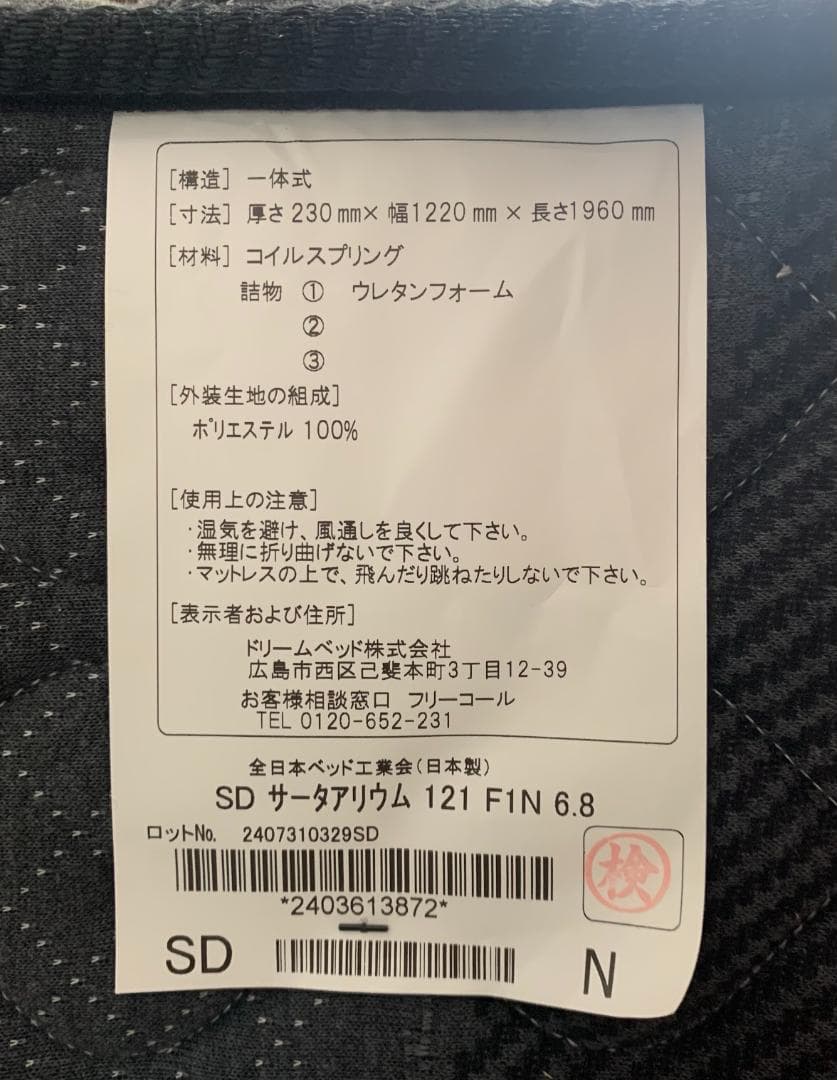 [構造] 一体式
[寸法] 厚さ 230 mm× 幅1220 mm × 長さ1960 mm
[材料] コイルスプリング
詰物 ① ウレタンフォーム
②
③
[外装生地の組成]
ポリエステル 100%
[使用上の注意]
・湿気を避け、風通しを良くして下さい。
・無理に折り曲げないで下さい。
・マットレスの上で、飛んだり跳ねたりしないで下さい。
[表示者および住所]
ドリームベッド株式会社
広島市西区己斐本町3丁目12-39
お客様相談窓口 フリーコール
TEL 0120-652-231
全日本ベッド工業会(日本製)
SD サータアリウム 121 F1N 6.8
ロットNo. 2407310329SD
*2403613872*
検
SD
N